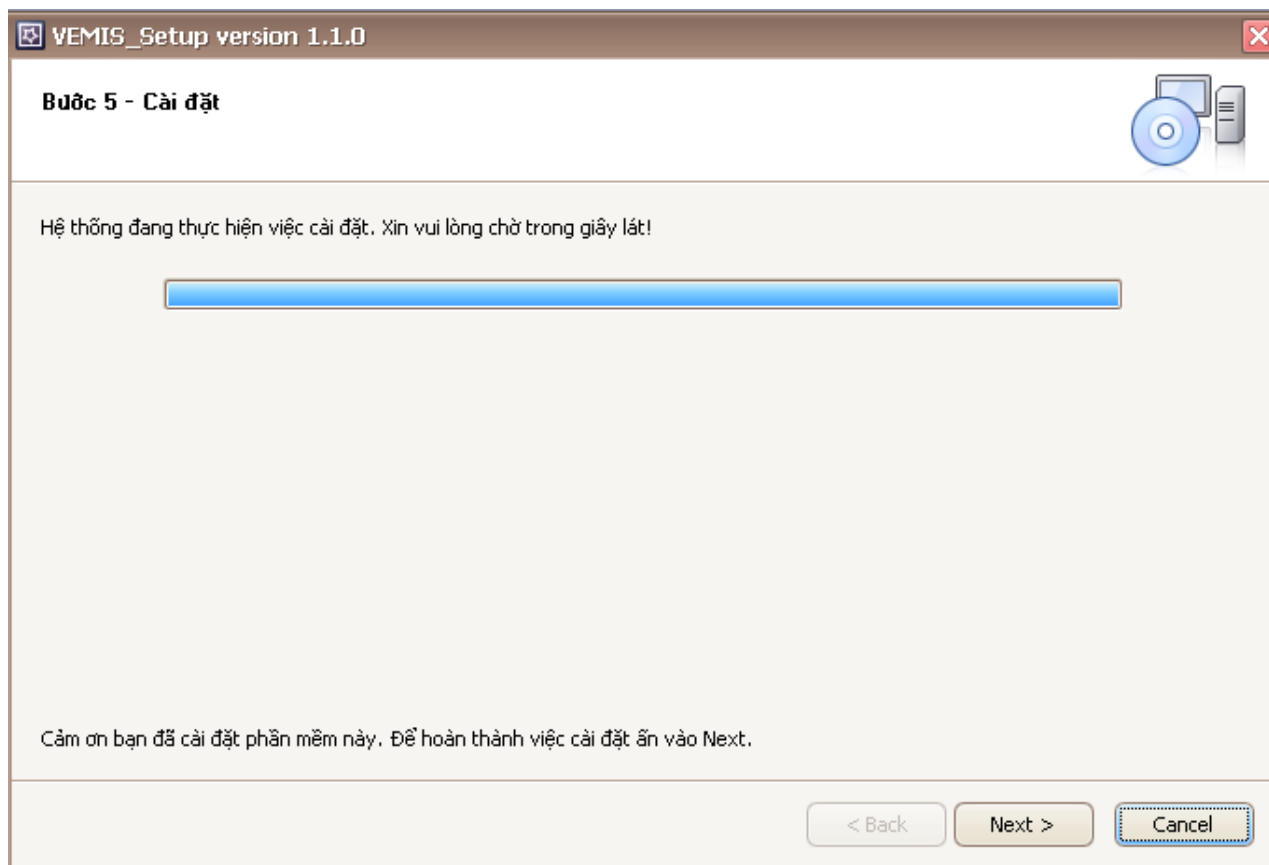 VEMIS_Setup version 1.1.0
Bước 5 - Cài đặt
Hệ thống đang thực hiện việc cài đặt. Xin vui lòng chờ trong giây lát!
Cảm ơn bạn đã cài đặt phần mềm này. Để hoàn thành việc cài đặt ấn vào Next.
< Back
Next >
Cancel